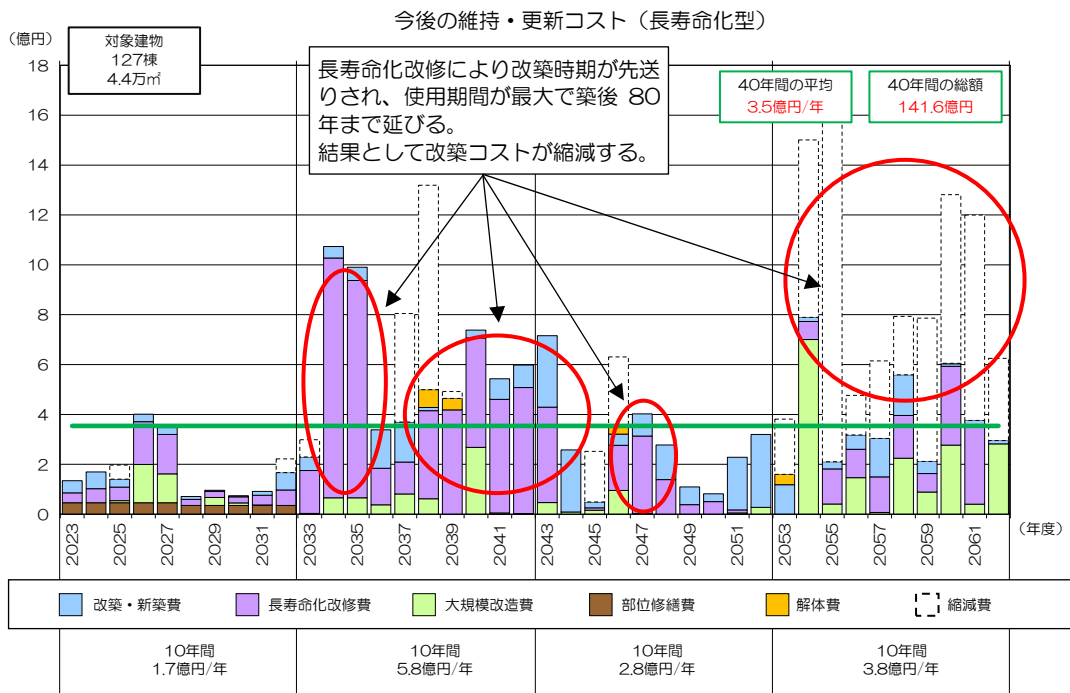 今後の維持・更新コスト（長寿命化型）
（億円）
対象建物
127棟
4.4万㎡
長寿命化改修により改築時期が先送
りされ、使用期間が最大で築後 80
年まで延びる。
結果として改築コストが縮減する。
40年間の平均
3.5億円/年
40年間の総額
141.6億円
18
16
14
12
10
8
6
4
2
0
2023
2025
2027
2029
2031
2033
2035
2037
2039
2041
2043
2045
2047
2049
2051
2053
2055
2057
2059
2061
（年度）
改築・新築費
長寿命化改修費
大規模改造費
部位修繕費
解体費
縮減費
10年間
1.7億円/年
10年間
5.8億円/年
10年間
2.8億円/年
10年間
3.8億円/年